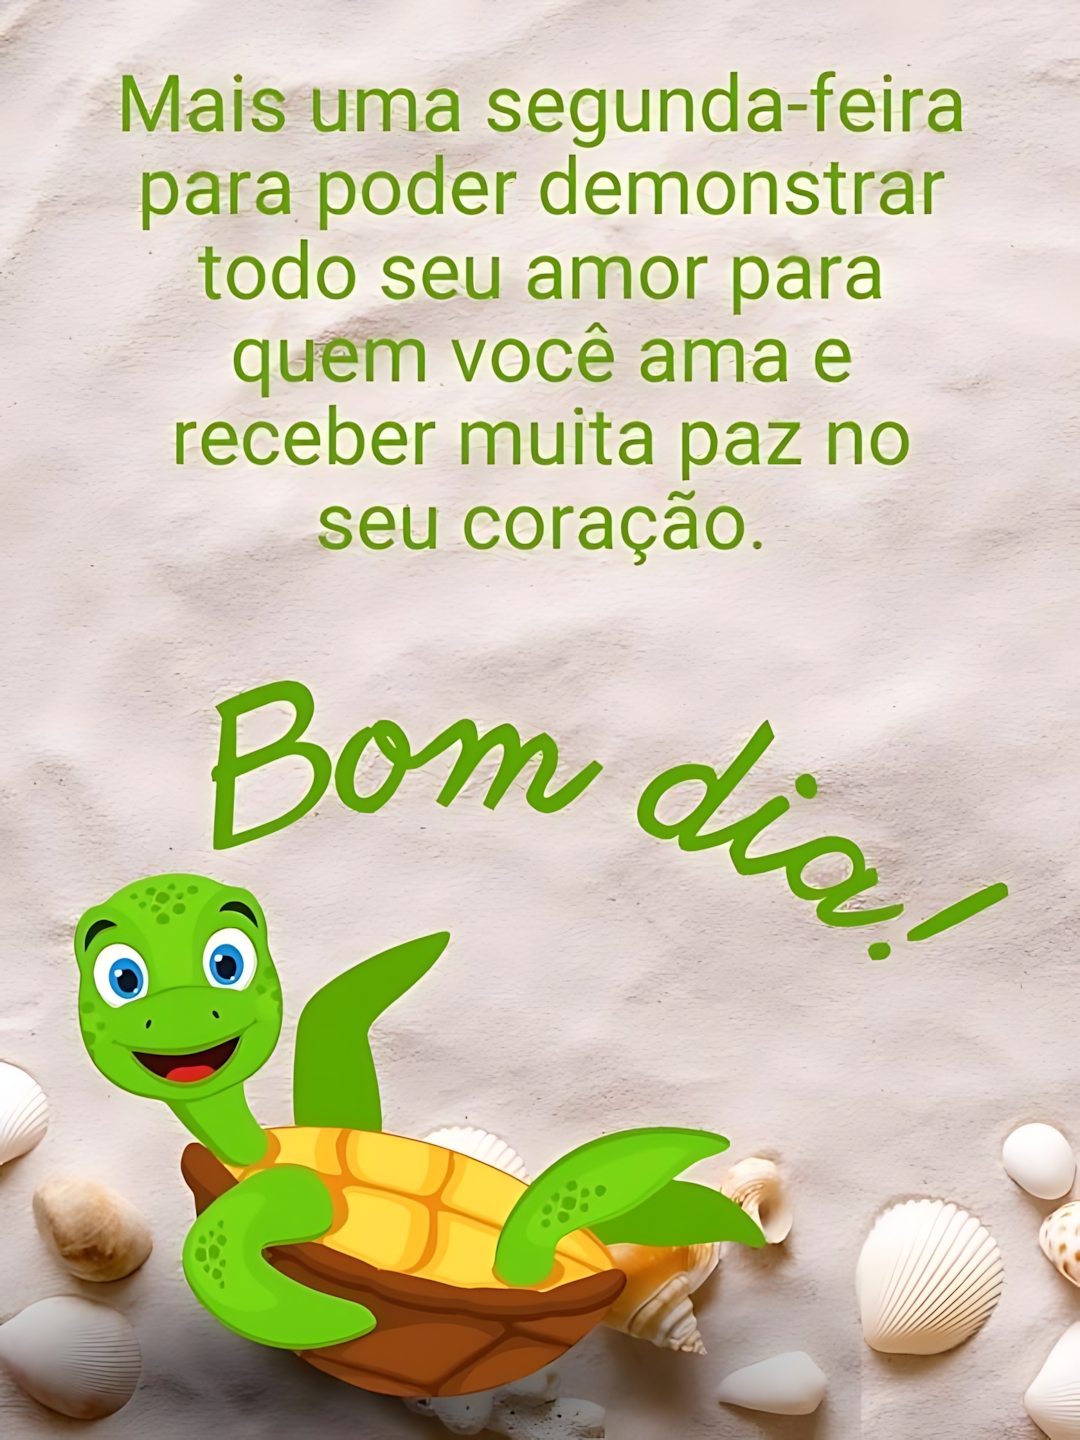 Mais uma segunda-feira
para poder demonstrar
todo seu amor para
quem você ama e
receber muita paz no
seu coração.
Bom dia!